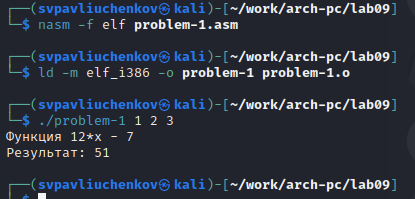 ┌──(svpavliuchenkov㉿kali)-[~/work/arch-pc/lab09]
└─$ nasm -f elf problem-1.asm
┌──(svpavliuchenkov㉿kali)-[~/work/arch-pc/lab09]
└─$ ld -m elf_i386 -o problem-1 problem-1.o
┌──(svpavliuchenkov㉿kali)-[~/work/arch-pc/lab09]
└─$ ./problem-1 1 2 3
Функция 12*x - 7
Результат: 51
┌──(svpavliuchenkov㉿kali)-[~/work/arch-pc/lab09]
└─$